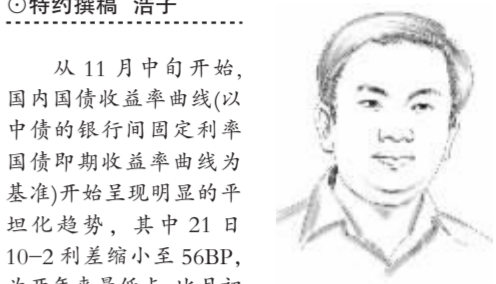 ⊙特约撰稿 浩子
从 11 月中旬开始,
国内国债收益率曲线(以
中债的银行间固定利率
国债即期收益率曲线为
基准)开始呈现明显的平
坦化趋势，其中 21 日
10-2 利差缩小至 56BP,